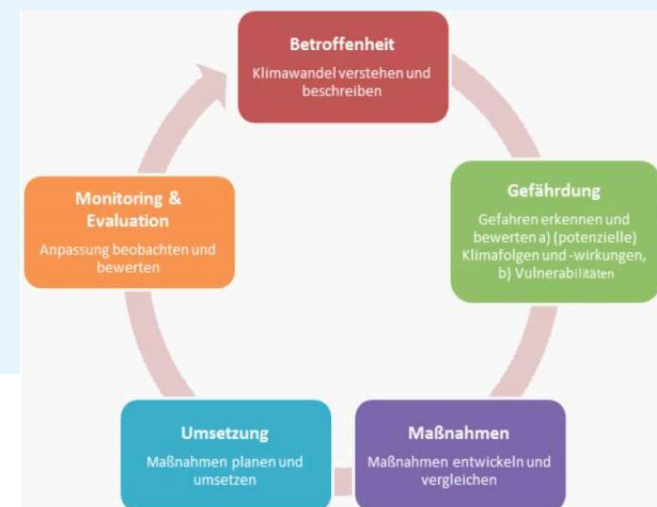 Betroffenheit
Klimawandel verstehen und
beschreiben
Gefährdung
Gefahren erkennen und
bewerten a) (potenzielle)
Klimafolgen und -wirkungen,
b) Vulnerabilitäten
Maßnahmen
Maßnahmen entwickeln und
vergleichen
Umsetzung
Maßnahmen planen und
umsetzen
Monitoring &
Evaluation
Anpassung beobachten und
bewerten